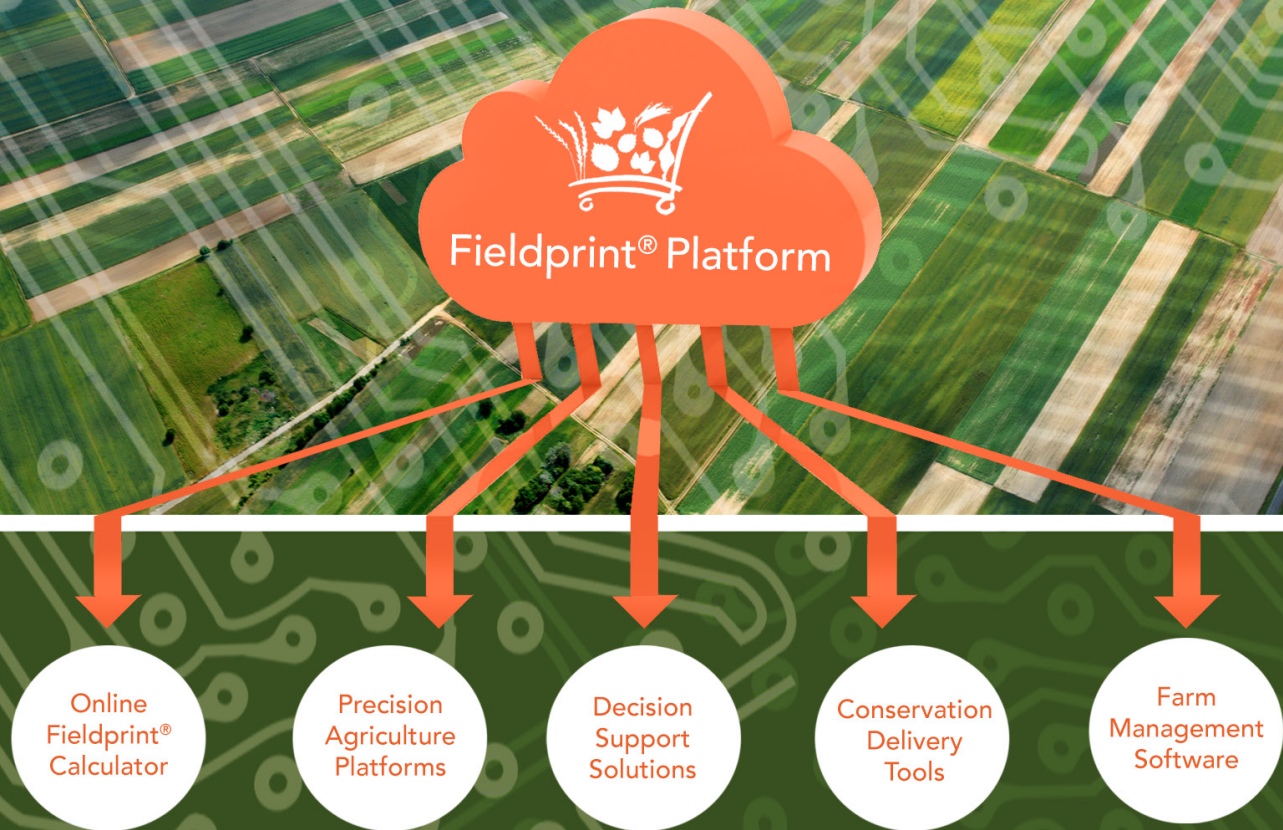 Fieldprint® Platform
Online
Fieldprint®
Calculator
Precision
Agriculture
Platforms
Decision
Support
Solutions
Conservation
Delivery
Tools
Farm
Management
Software